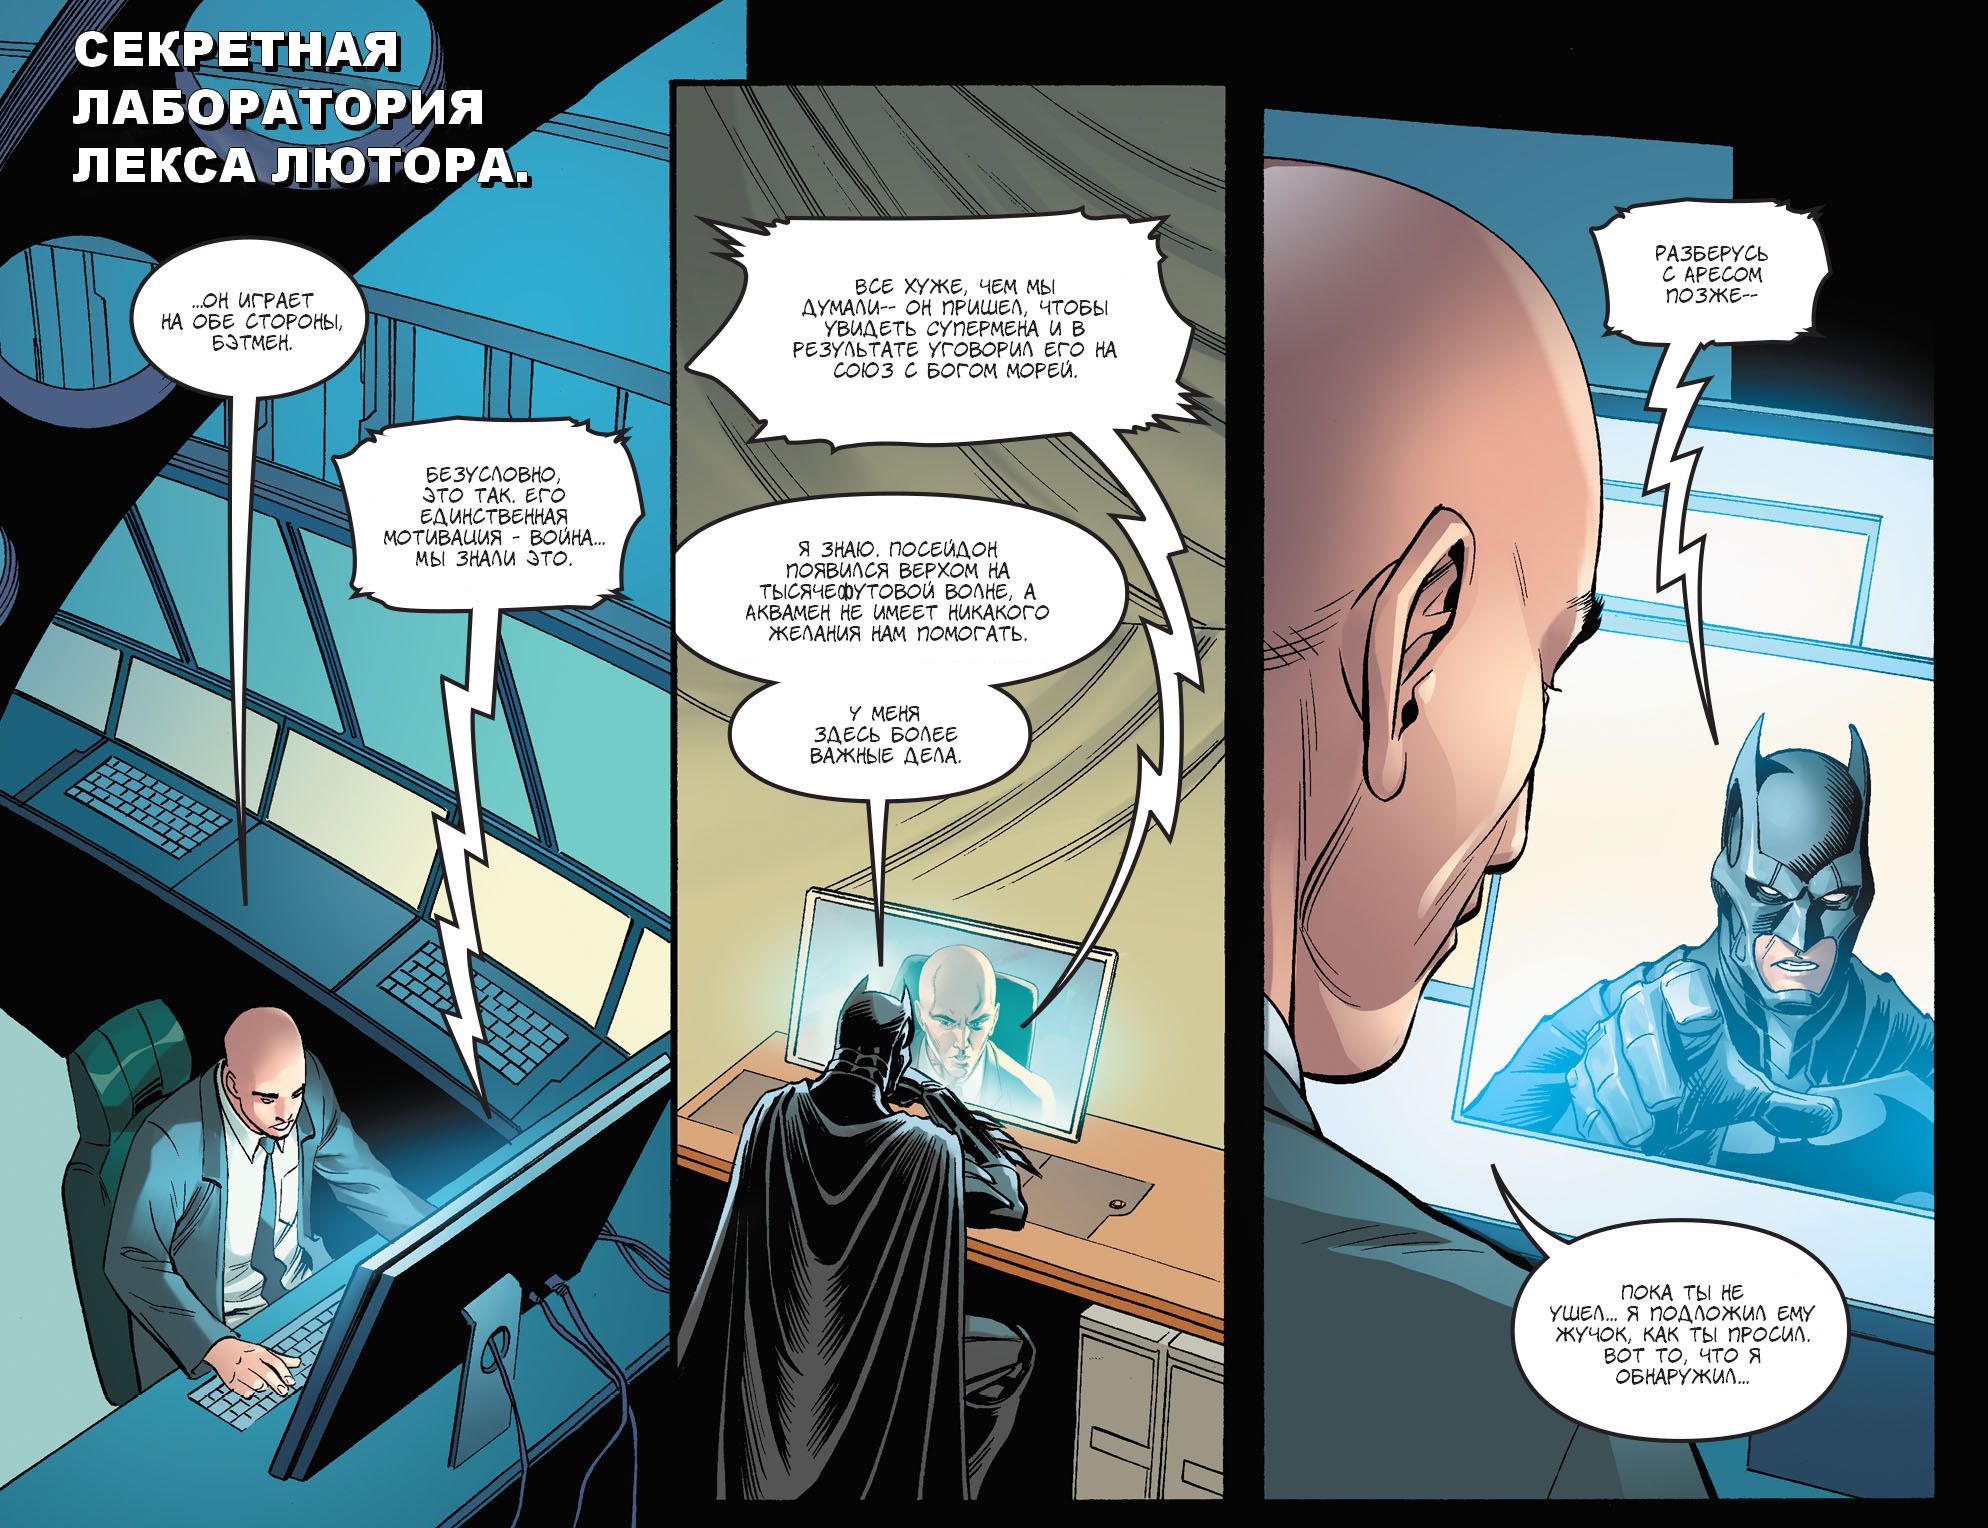 СЕКРЕТНАЯ
ЛАБОРАТОРИЯ
ЛЕКСА ЛЮТОРА.
...ОН ИГРАЕТ
НА ОБЕ СТОРОНЫ,
БЭТМЕН.
БЕЗУСЛОВНО,
ЭТО ТАК. ЕГО
ЕДИНСТВЕННАЯ
МОТИВАЦИЯ - ВОЙНА...
МЫ ЗНАЛИ ЭТО.
ВСЕ ХУЖЕ, ЧЕМ МЫ
ДУМАЛИ-- ОН ПРИШЕЛ, ЧТОБЫ
УВИДЕТЬ СУПЕРМЕНА И В
РЕЗУЛЬТАТЕ УГОВОРИЛ ЕГО НА
СОЮЗ С БОГОМ МОРЕЙ.
Я ЗНАЮ. ПОСЕЙДОН
ПОЯВИЛСЯ ВЕРХОМ НА
ТЫСЯЧЕФУТОВОЙ ВОЛНЕ, А
АКВАМЕН НЕ ИМЕЕТ НИКАКОГО
ЖЕЛАНИЯ НАМ ПОМОГАТЬ.
У МЕНЯ
ЗДЕСЬ БОЛЕЕ
ВАЖНЫЕ ДЕЛА.
РАЗБЕРУСЬ
С АРЕСОМ
ПОЗЖЕ--
ПОКА ТЫ НЕ
УШЕЛ... Я ПОДЛОЖИЛ ЕМУ
ЖУЧОК, КАК ТЫ ПРОСИЛ.
ВОТ ТО, ЧТО Я
ОБНАРУЖИЛ...